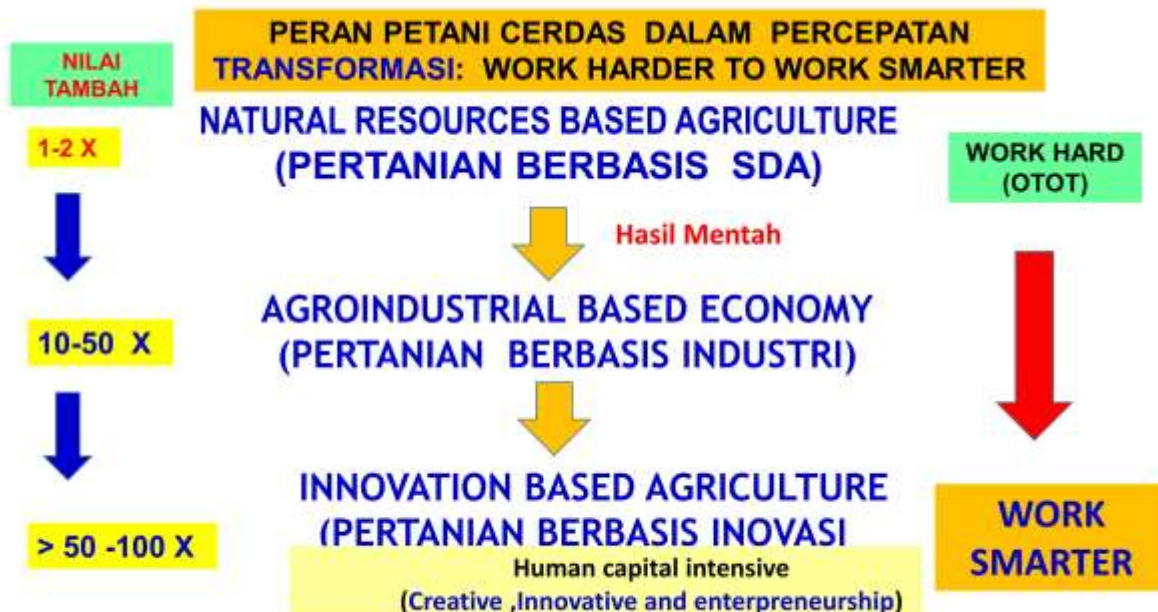 PERAN PETANI CERDAS DALAM PERCEPATAN
TRANSFORMASI: WORK HARDER TO WORK SMARTER
NILAI
TAMBAH
1-2 X
10-50 X
> 50 -100 X
NATURAL RESOURCES BASED AGRICULTURE
(PERTANIAN BERBASIS SDA)
Hasil Mentah
AGROINDUSTRIAL BASED ECONOMY
(PERTANIAN BERBASIS INDUSTRI)
INNOVATION BASED AGRICULTURE
(PERTANIAN BERBASIS INOVASI
Human capital intensive
(Creative ,Innovative and enterpreneurship)
WORK HARD
(OTOT)
WORK
SMARTER